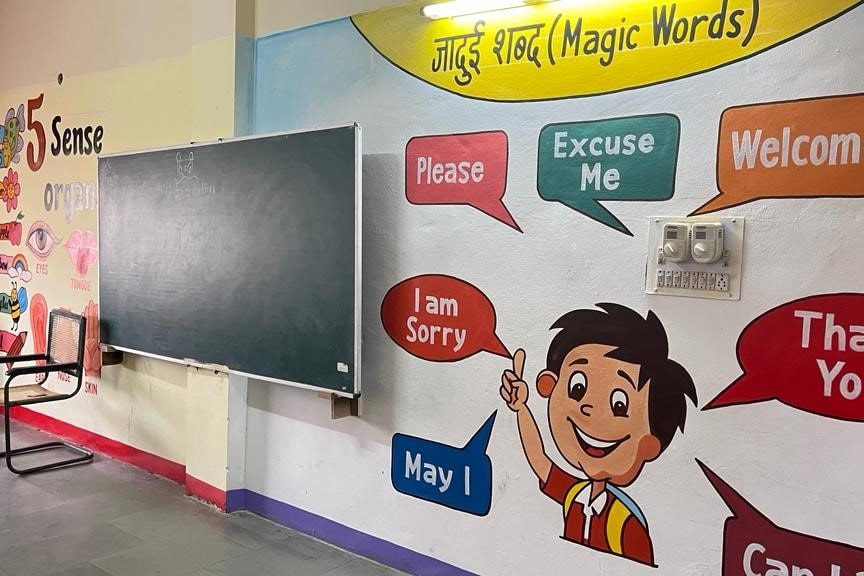 जादुई शब्द (Magic Words)
5 Sense
organ
EYES
TONGUE
NOSE
SKIN
Please
Excuse
Me
Welcom
I am
Sorry
Tha
Yo
May I
Can I